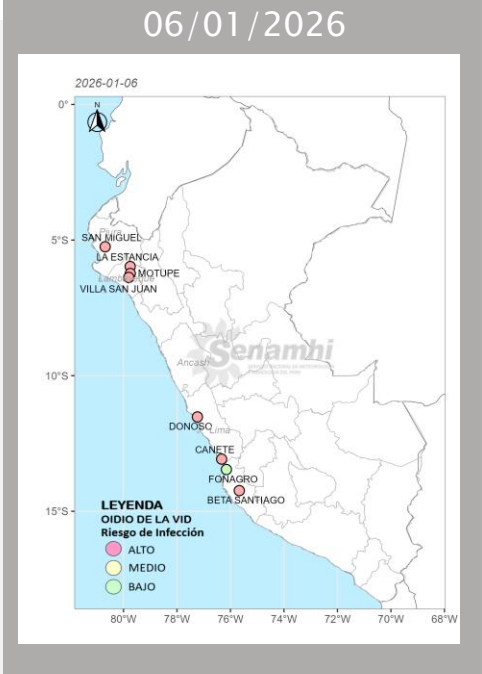 06/01/2026
2026-01-06
N
0°
Piura
SAN MIGUEL
5°S
LA ESTANCIA
MOTUPE
Lambayeque
VILLA SAN JUAN
Senamhi
Ancash
10°S
DONOSO
Lima
CANETE
FONAGRO
BETA SANTIAGO
LEYENDA
OIDIO DE LA VID
Riesgo de Infección
15°S
ALTO
MEDIO
BAJO
80°W 78°W 76°W 74°W 72°W 70°W 68°W